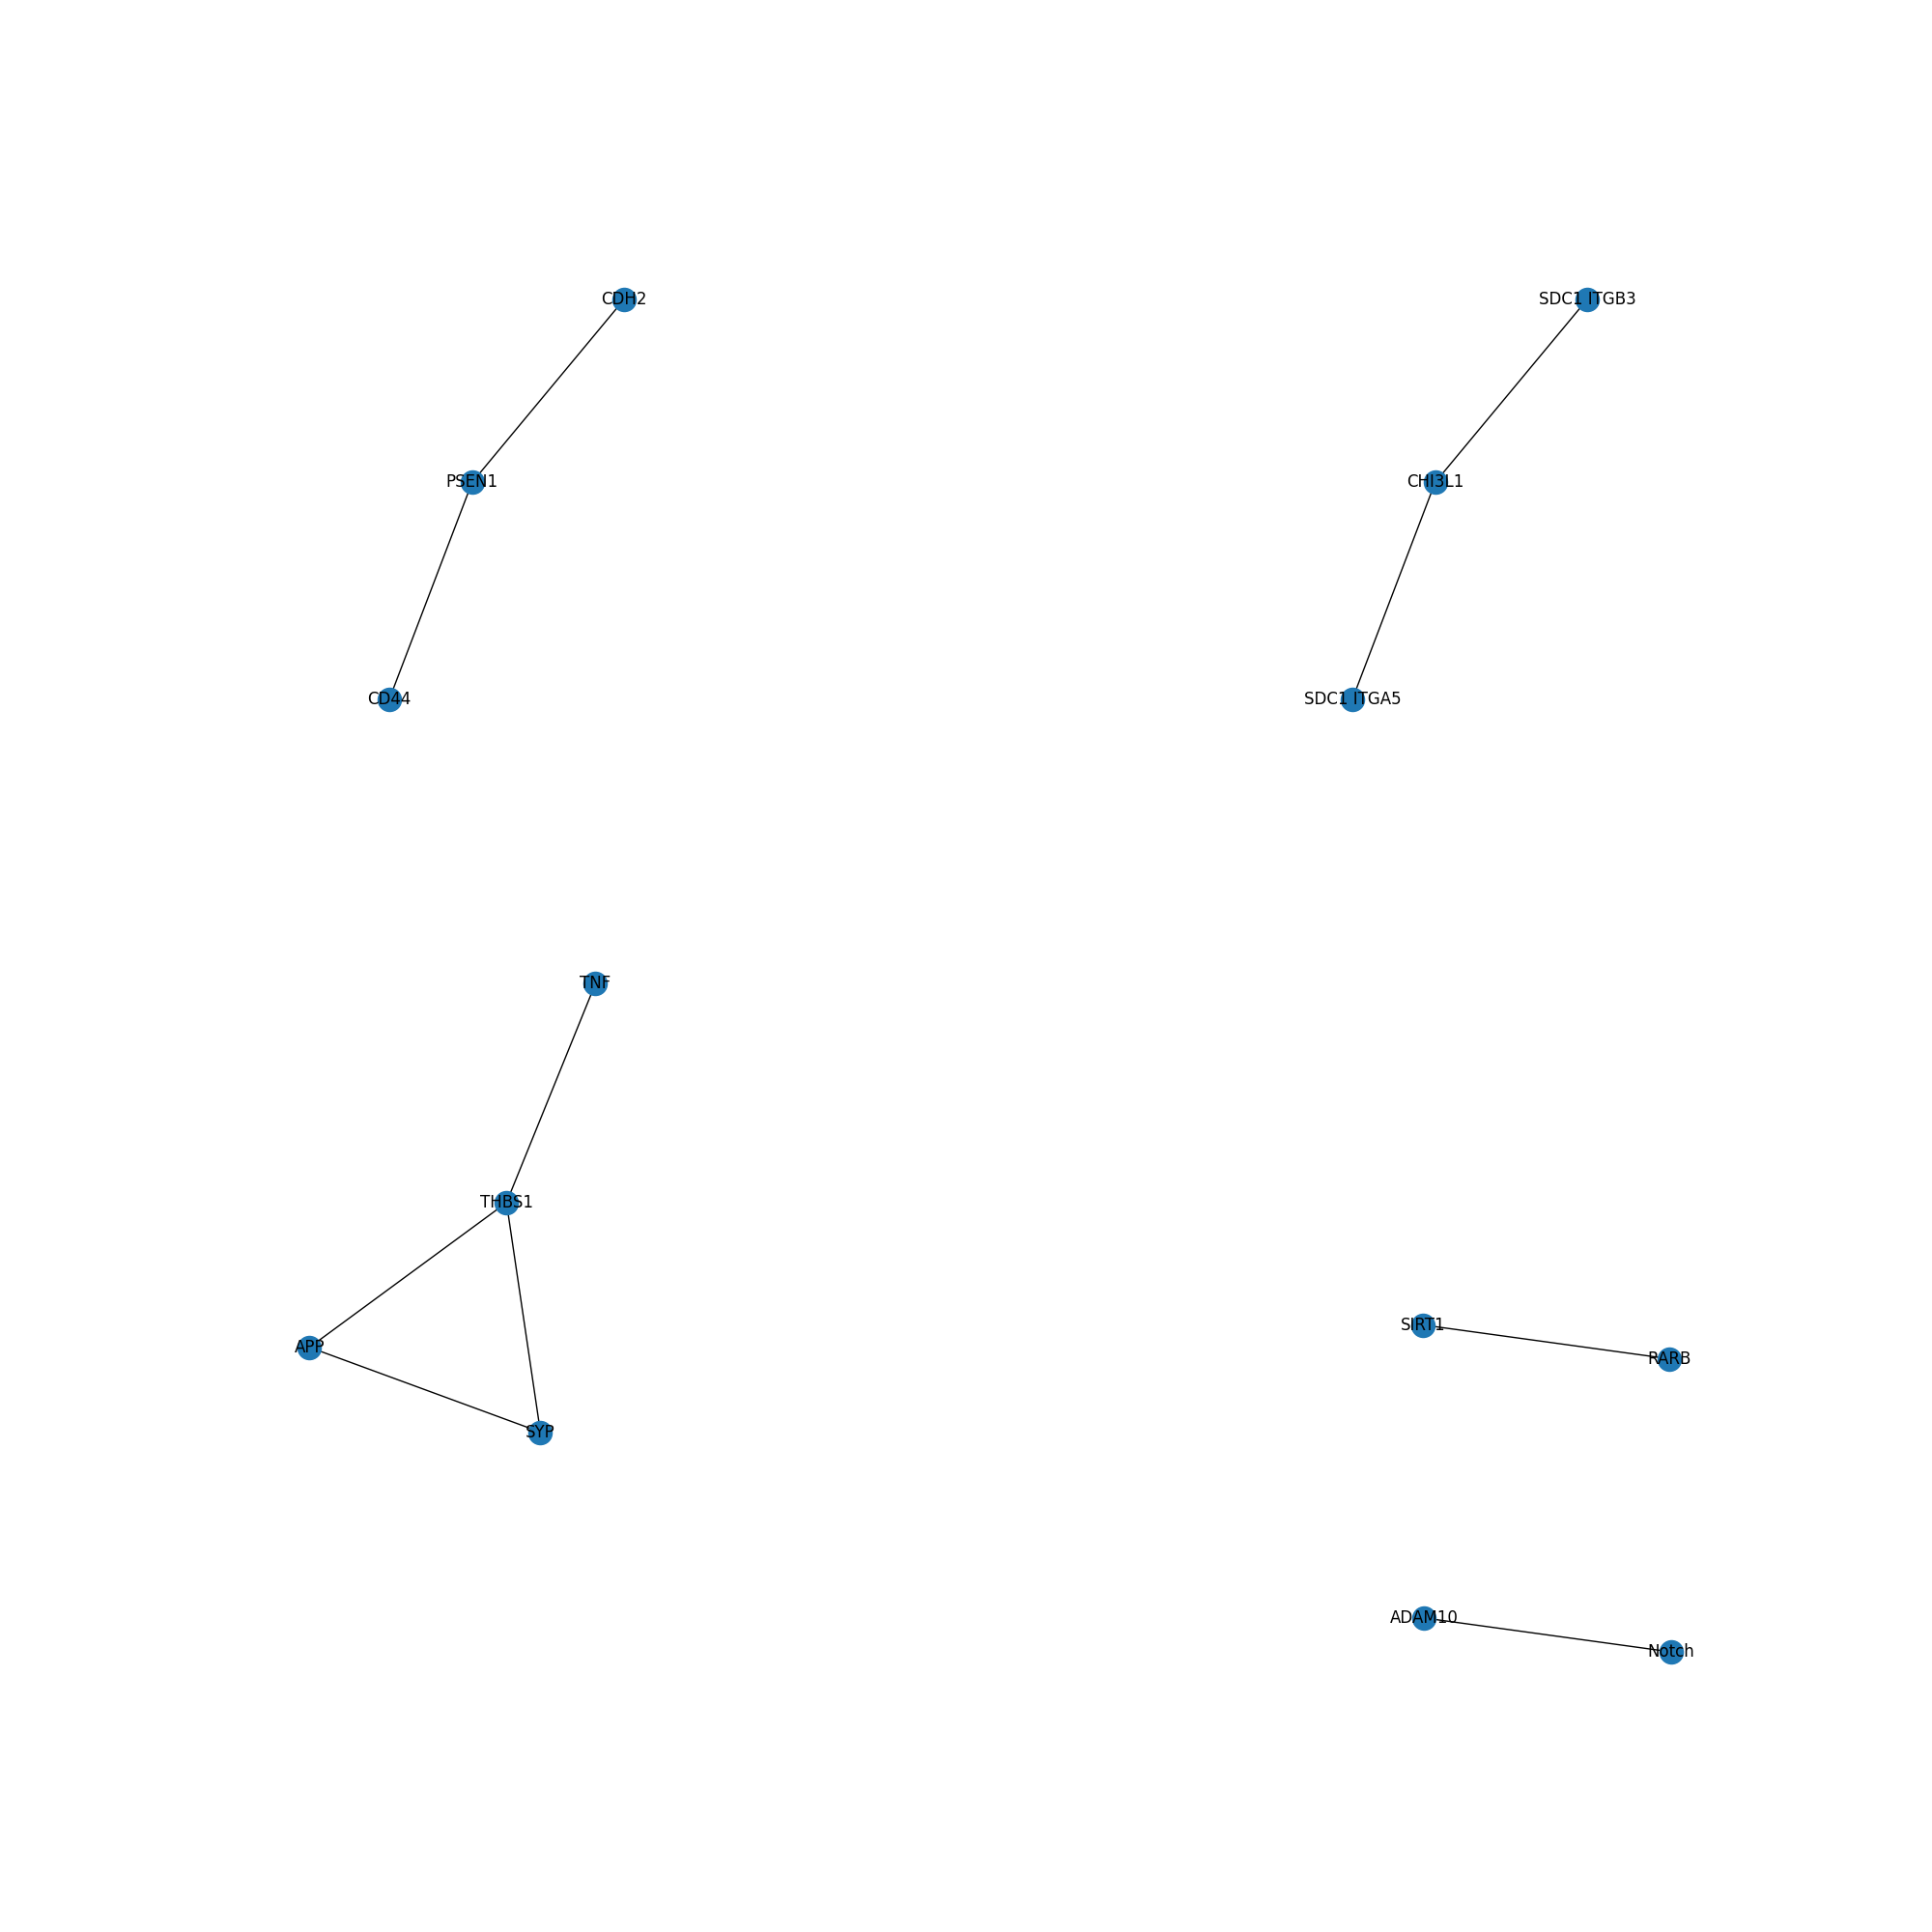 CDH2
SDC1 ITGB3
PSEN1
CHI3L1
CD44
SDC1 ITGA5
TNF
THBS1
SIRT1
APP
RARB
SYP
ADAM10
Notch